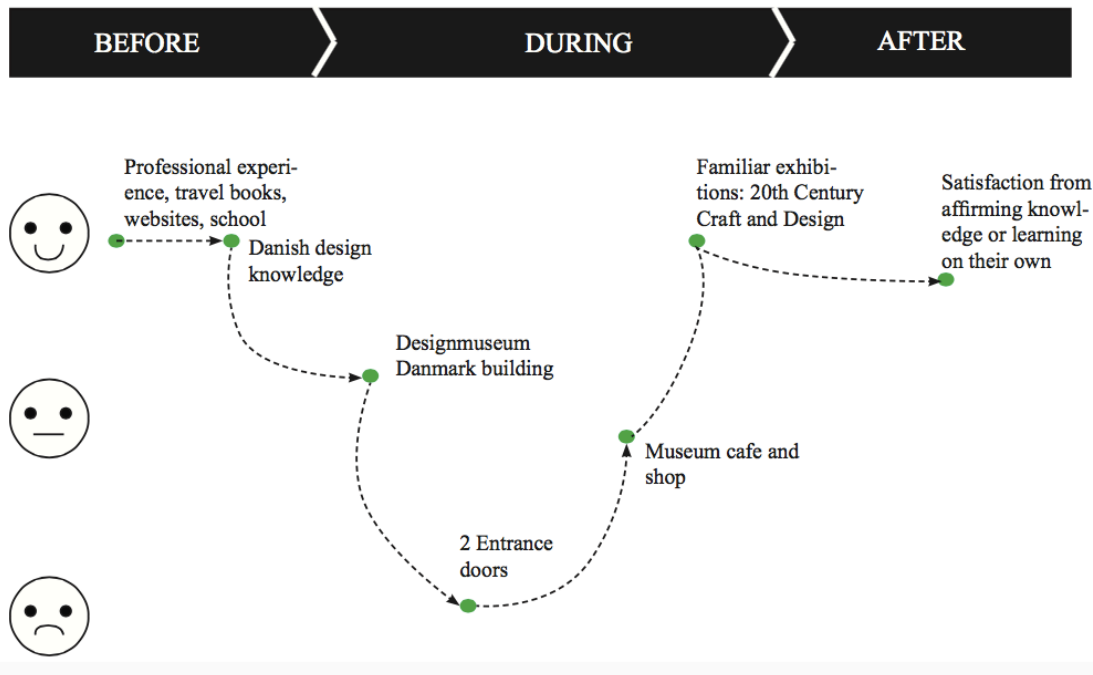 BEFORE
DURING
AFTER
Professional experi-
ence, travel books,
websites, school
Danish design
knowledge
Designmuseum
Danmark building
2 Entrance
doors
Museum cafe and
shop
Familiar exhibi-
tions: 20th Century
Craft and Design
Satisfaction from
affirming knowl-
edge or learning
on their own